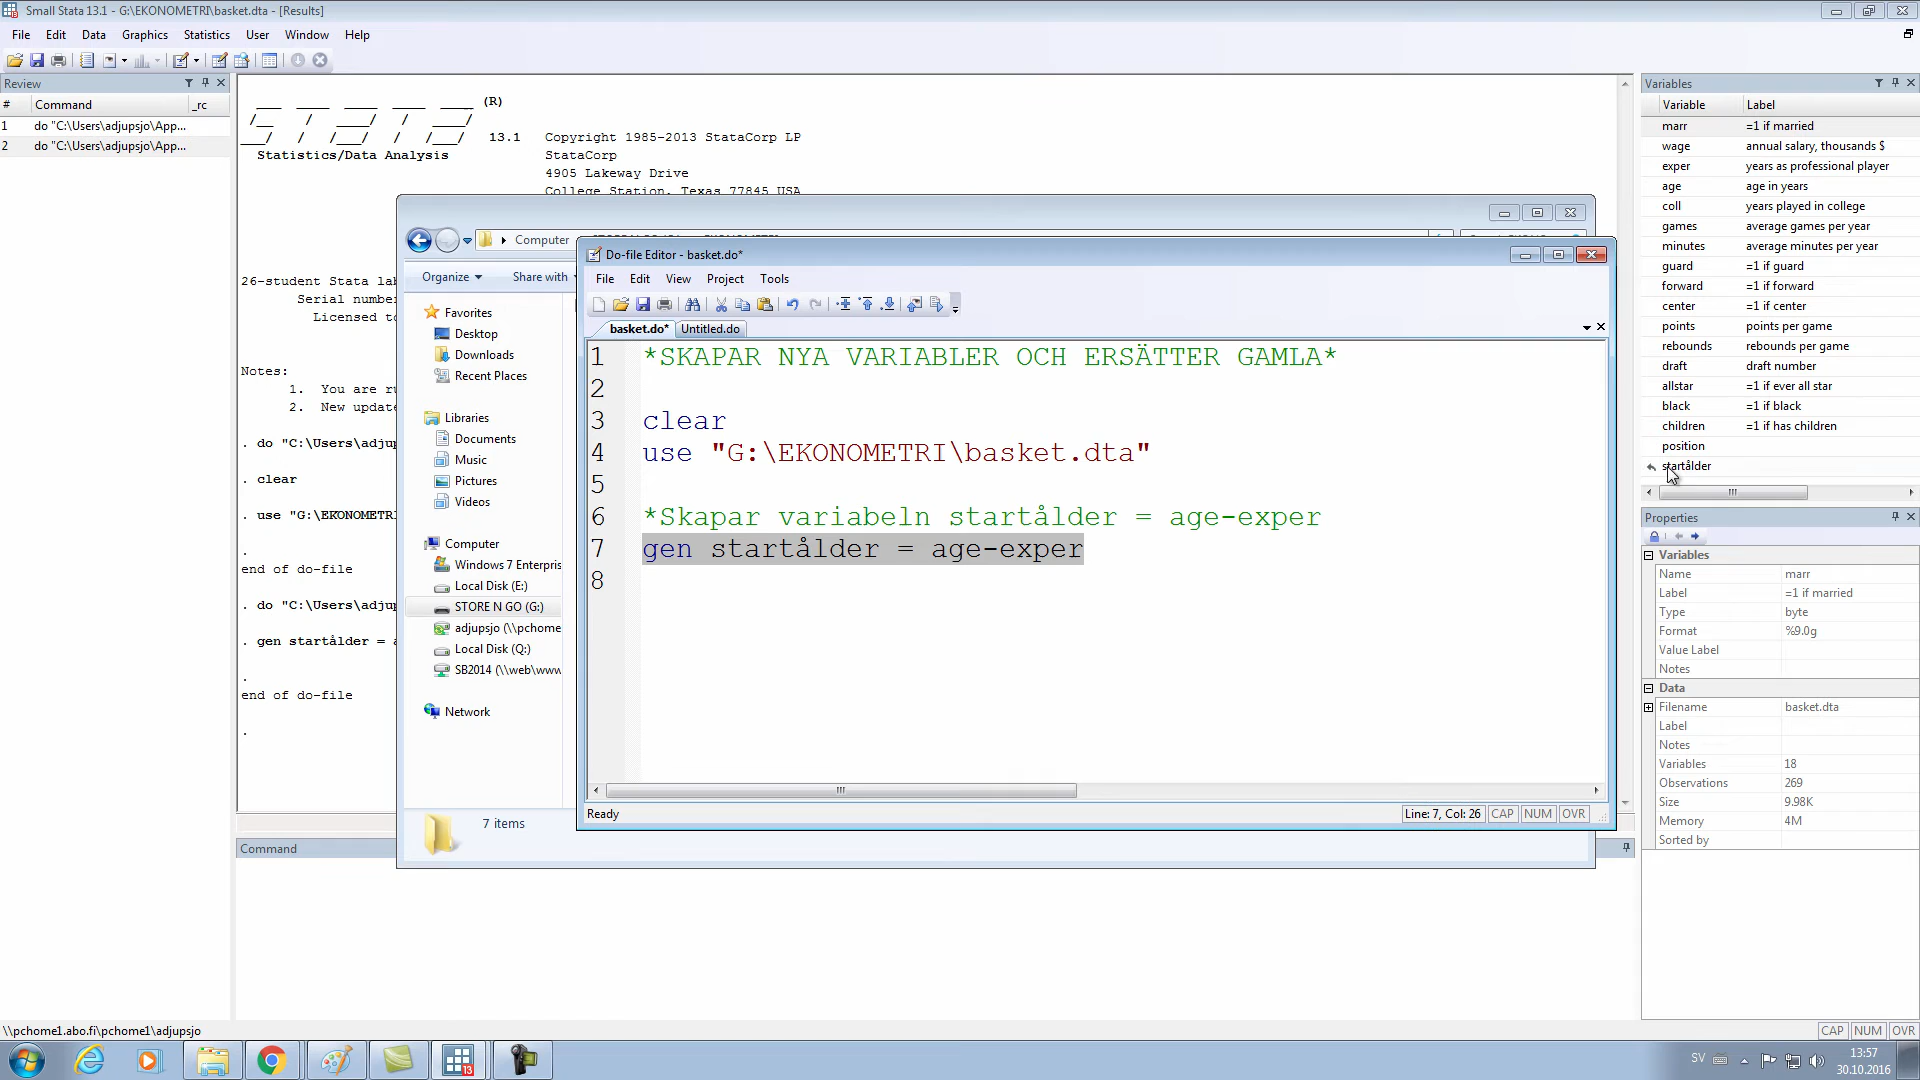 Small Stata 13.1 - G:\EKONOMETRI\basket.dta - [Results]
File Edit Data Graphics Statistics User Window Help
Review
# Command _rc
1 do "C:\Users\adjupsjo\App...
2 do "C:\Users\adjupsjo\App...
(R)
13.1 Copyright 1985-2013 StataCorp LP
Statistics/Data Analysis StataCorp
4905 Lakeway Drive
College Station, Texas 77845 USA
26-student Stata lab
Serial number
Licensed to
Notes:
1. You are ru
2. New update
. do "C:\Users\adjup
. clear
. use "G:\EKONOMETRI
.
end of do-file
. do "C:\Users\adjup
. gen startålder = a
.
end of do-file
.
Command
Computer
Organize Share with
Favorites
Desktop
Downloads
Recent Places
Libraries
Documents
Music
Pictures
Videos
Computer
Windows 7 Enterpris
Local Disk (E:)
STORE N GO (G:)
adjupsjo (\\pchome
Local Disk (Q:)
SB2014 (\\web\www
Network
7 items
Do-file Editor - basket.do*
File Edit View Project Tools
basket.do* Untitled.do
1 *SKAPAR NYA VARIABLER OCH ERSÄTTER GAMLA*
2
3 clear
4 use "G:\EKONOMETRI\basket.dta"
5
6 *Skapar variabeln startålder = age-exper
7 gen startålder = age-exper
8
Ready Line: 7, Col: 26 CAP NUM OVR
Variables
Variable Label
marr =1 if married
wage annual salary, thousands $
exper years as professional player
age age in years
coll years played in college
games average games per year
minutes average minutes per year
guard =1 if guard
forward =1 if forward
center =1 if center
points points per game
rebounds rebounds per game
draft draft number
allstar =1 if ever all star
black =1 if black
children =1 if has children
position
startålder
Properties
Variables
Name marr
Label =1 if married
Type byte
Format %9.0g
Value Label
Notes
Data
Filename basket.dta
Label
Notes
Variables 18
Observations 269
Size 9.98K
Memory 4M
Sorted by
\\pchome1.abo.fi\pchome1\adjupsjo CAP NUM OVR
13
SV 13:57
30.10.2016